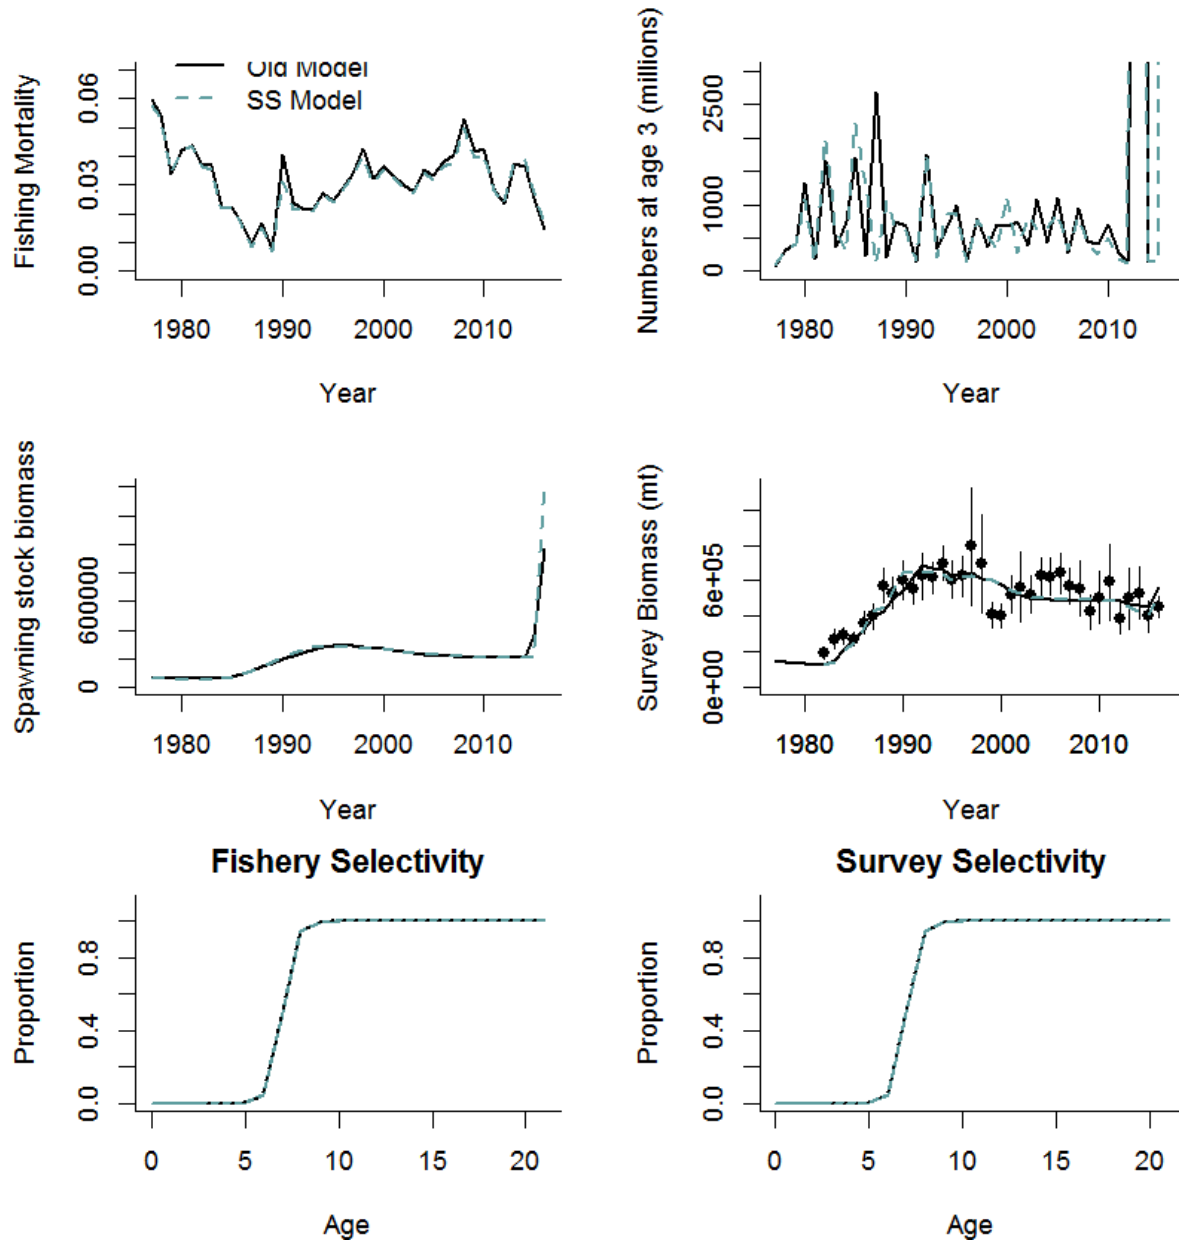 Fishing Mortality
0.00 0.03 0.06
Old Model
SS Model
1980 1990 2000 2010
Year
Numbers at age 3 (millions)
0 1000 2500
1980 1990 2000 2010
Year
Spawning stock biomass
0 600000
1980 1990 2000 2010
Year
Survey Biomass (mt)
0e+00 6e+05
1980 1990 2000 2010
Year
Fishery Selectivity
Proportion
0.0 0.4 0.8
0 5 10 15 20
Age
Survey Selectivity
Proportion
0.0 0.4 0.8
0 5 10 15 20
Age